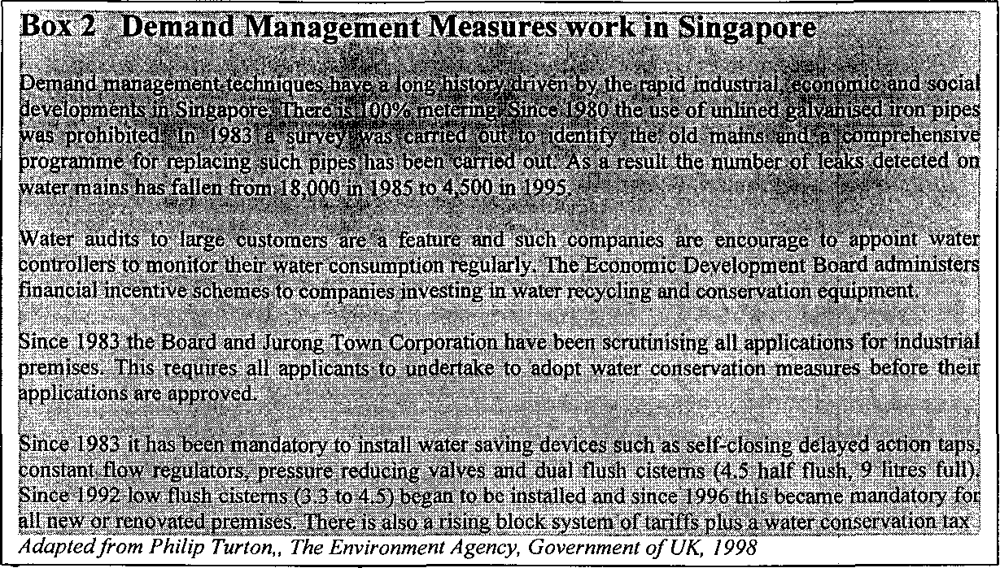 Box 2 Demand Management Measures work in Singapore
Demand management techniques have a long history driven by the rapid industrial, economic and social
developments in Singapore. There is 100% metering. Since 1980 the use of unlined galvanised iron pipes
was prohibited. In 1983 a survey was carried out to identify the old mains and a comprehensive
programme for replacing such pipes has been carried out. As a result the number of leaks detected on
water mains has fallen from 18,000 in 1985 to 4,500 in 1995.
Water audits to large customers are a feature and such companies are encourage to appoint water
controllers to monitor their water consumption regularly. The Economic Development Board administers
financial incentive schemes to companies investing in water recycling and conservation equipment.
Since 1983 the Board and Jurong Town Corporation have been scrutinising all applications for industrial
premises. This requires all applicants to undertake to adopt water conservation measures before their
applications are approved.
Since 1983 it has been mandatory to install water saving devices such as self-closing delayed action taps,
constant flow regulators, pressure reducing valves and dual flush cisterns (4.5 half flush, 9 litres full).
Since 1992 low flush cisterns (3.3 to 4.5) began to be installed and since 1996 this became mandatory for
all new or renovated premises. There is also a rising block system of tariffs plus a water conservation tax
Adapted from Philip Turton,, The Environment Agency, Government of UK, 1998